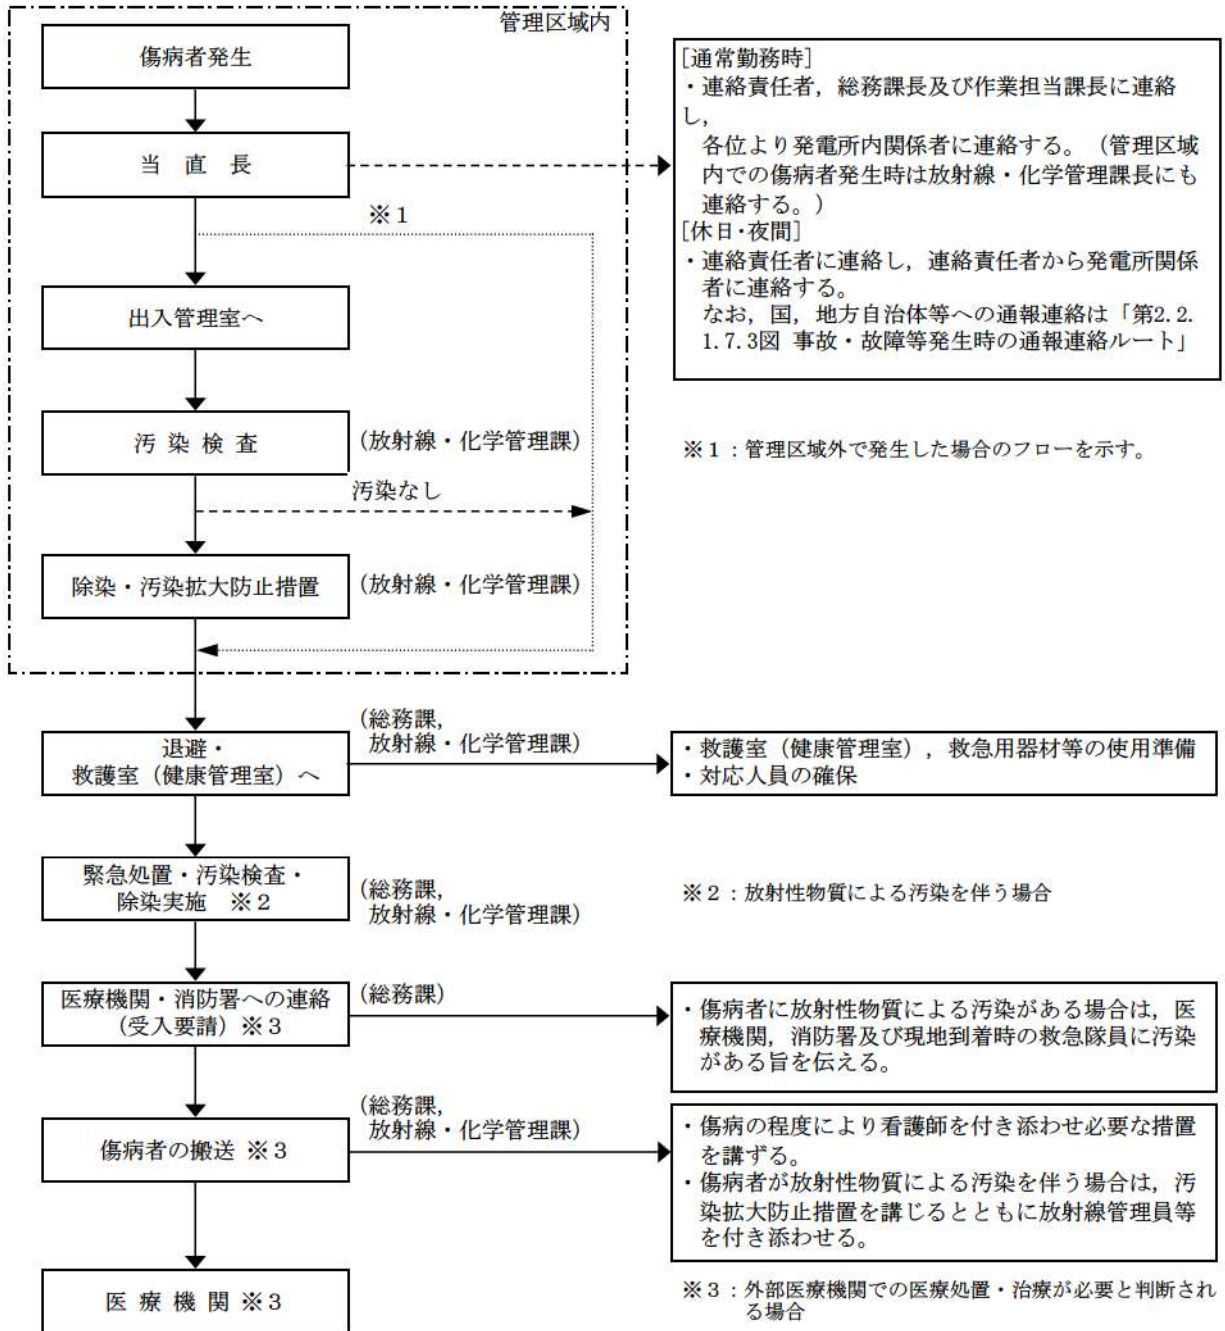 管理区域内
傷病者発生
当 直 長
[通常勤務時]
・連絡責任者，総務課長及び作業担当課長に連絡
し，
各位より発電所内関係者に連絡する。（管理区域
内での傷病者発生時は放射線・化学管理課長にも
連絡する。）
[休日・夜間]
・連絡責任者に連絡し，連絡責任者から発電所関係
者に連絡する。
なお，国，地方自治体等への通報連絡は「第2.2.
1.7.3図 事故・故障等発生時の通報連絡ルート」
※１
出入管理室へ
汚 染 検 査
(放射線・化学管理課)
※１：管理区域外で発生した場合のフローを示す。
汚染なし
除染・汚染拡大防止措置
(放射線・化学管理課)
退避・
救護室（健康管理室）へ
(総務課,
放射線・化学管理課)
・救護室（健康管理室），救急用器材等の使用準備
・対応人員の確保
緊急処置・汚染検査・
除染実施 ※２
(総務課,
放射線・化学管理課)
※２：放射性物質による汚染を伴う場合
医療機関・消防署への連絡
(受入要請) ※３
(総務課)
・傷病者に放射性物質による汚染がある場合は，医
療機関，消防署及び現地到着時の救急隊員に汚染
がある旨を伝える。
傷病者の搬送 ※３
(総務課,
放射線・化学管理課)
・傷病の程度により看護師を付き添わせ必要な措置
を講ずる。
・傷病者が放射性物質による汚染を伴う場合は，汚
染拡大防止措置を講じるとともに放射線管理員等
を付き添わせる。
医 療 機 関 ※３
※３：外部医療機関での医療処置・治療が必要と判断され
る場合